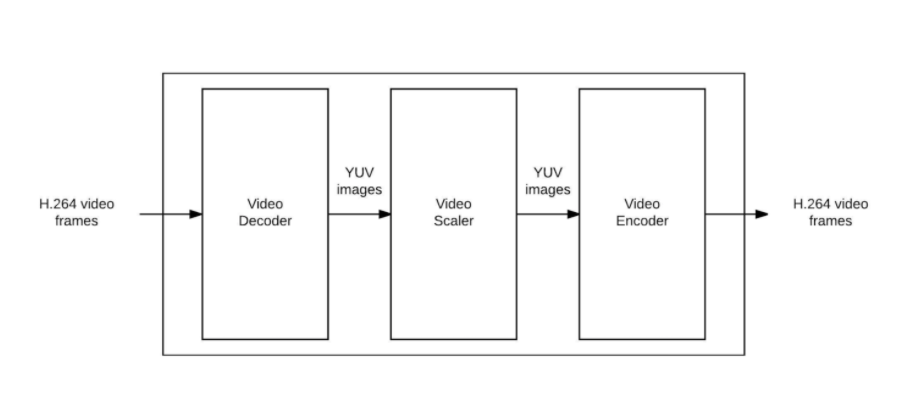 H.264 video
frames
Video
Decoder
YUV
images
Video
Scaler
YUV
images
Video
Encoder
H.264 video
frames